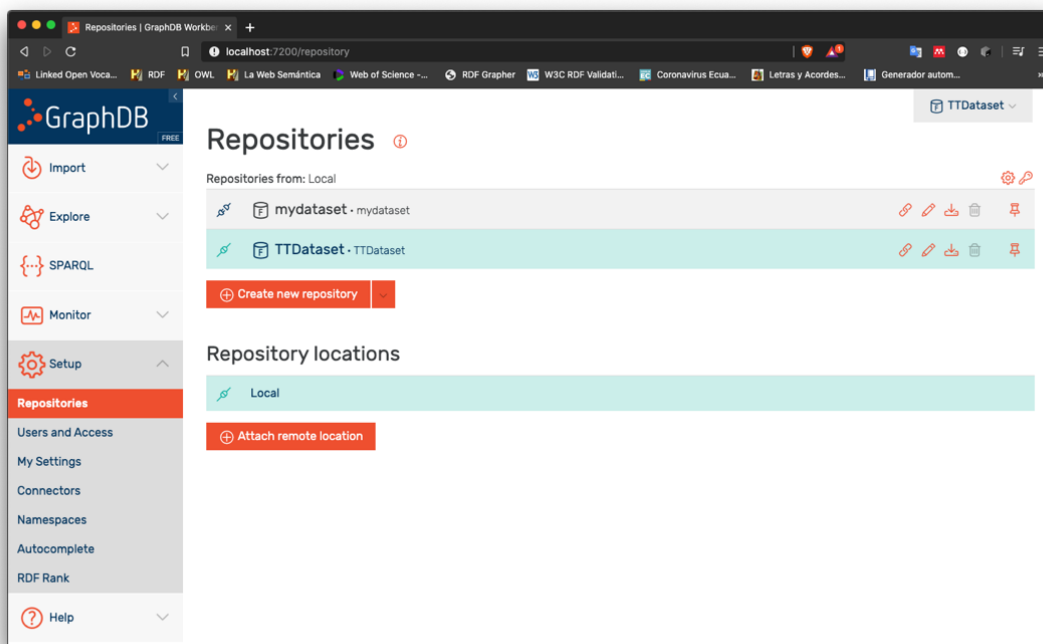 Repositories | GraphDB Workbe
localhost:7200/repository
Linked Open Voca... RDF OWL La Web Semántica Web of Science -... RDF Grapher W3C RDF Validati... Coronavirus Ecua... Letras y Acordes... Generador autom...
GraphDB
FREE
TTDataset
Repositories
Import
Repositories from: Local
mydataset · mydataset
Explore
TTDataset · TTDataset
SPARQL
Create new repository
Monitor
Repository locations
Setup
Local
Repositories
Users and Access
Attach remote location
My Settings
Connectors
Namespaces
Autocomplete
RDF Rank
Help